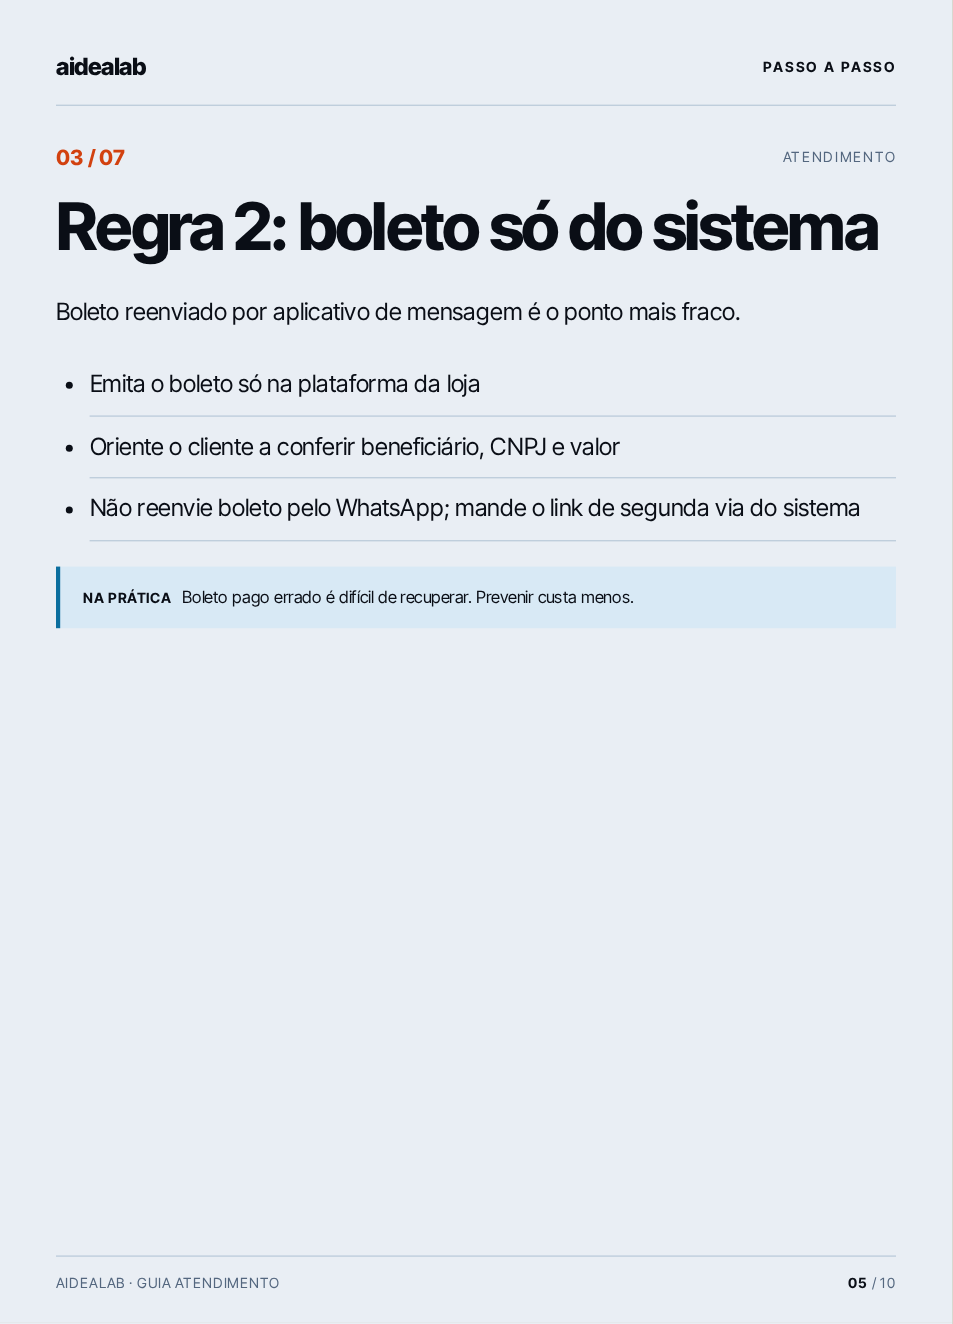 aidealab
PASSO A PASSO
03 / 07
ATENDIMENTO
Regra 2: boleto só do sistema
Boleto reenviado por aplicativo de mensagem é o ponto mais fraco.
• Emita o boleto só na plataforma da loja
• Oriente o cliente a conferir beneficiário, CNPJ e valor
• Não reenvie boleto pelo WhatsApp; mande o link de segunda via do sistema
NA PRÁTICA Boleto pago errado é difícil de recuperar. Prevenir custa menos.
AIDEALAB · GUIA ATENDIMENTO
05 / 10